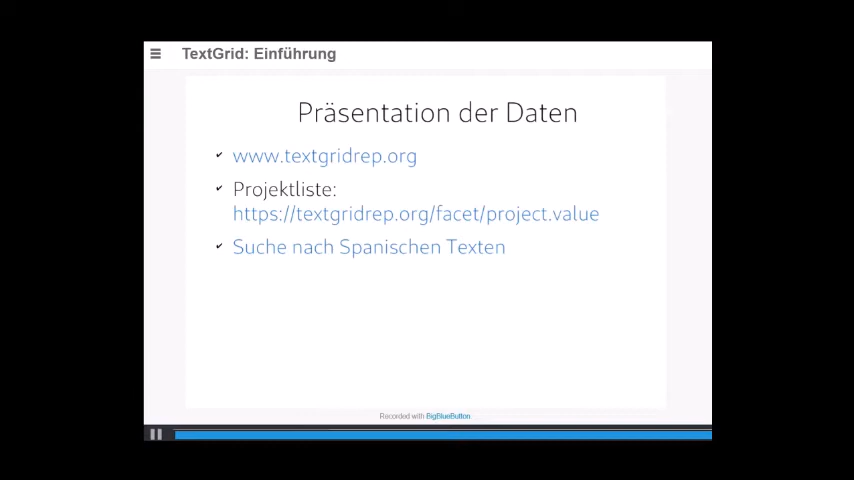 TextGrid: Einführung
Präsentation der Daten
www.textgridrep.org
Projektliste:
https://textgridrep.org/facet/project.value
Suche nach Spanischen Texten
Recorded with BigBlueButton.